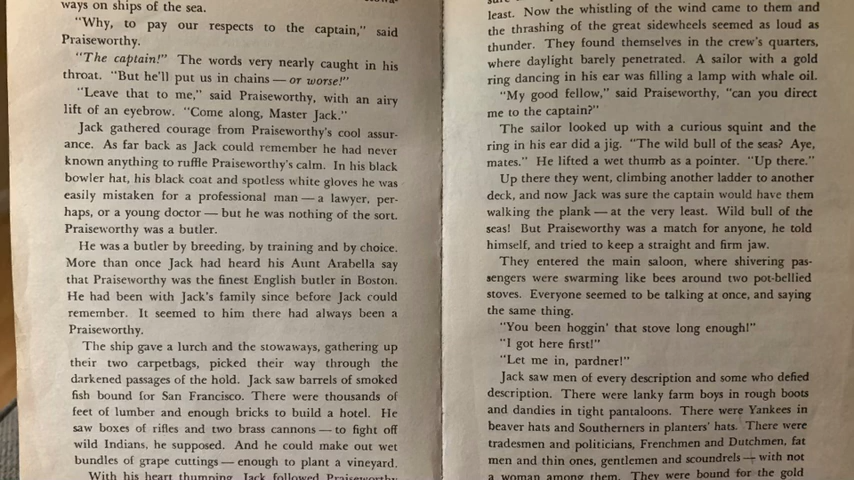 ways on ships of the sea.
"Why, to pay our respects to the captain," said
Praiseworthy.
"The captain!" The words very nearly caught in his
throat. "But he'll put us in chains — or worse!"
"Leave that to me," said Praiseworthy, with an airy
lift of an eyebrow. "Come along, Master Jack."
Jack gathered courage from Praiseworthy's cool assur-
ance. As far back as Jack could remember he had never
known anything to ruffle Praiseworthy's calm. In his black
bowler hat, his black coat and spotless white gloves he was
easily mistaken for a professional man — a lawyer, per-
haps, or a young doctor — but he was nothing of the sort.
Praiseworthy was a butler.
He was a butler by breeding, by training and by choice.
More than once Jack had heard his Aunt Arabella say
that Praiseworthy was the finest English butler in Boston.
He had been with Jack's family since before Jack could
remember. It seemed to him there had always been a
Praiseworthy.
The ship gave a lurch and the stowaways, gathering up
their two carpetbags, picked their way through the
darkened passages of the hold. Jack saw barrels of smoked
fish bound for San Francisco. There were thousands of
feet of lumber and enough bricks to build a hotel. He
saw boxes of rifles and two brass cannons — to fight off
wild Indians, he supposed. And he could make out wet
bundles of grape cuttings — enough to plant a vineyard.
With his heart thumping, Jack followed Praiseworthy
least. Now the whistling of the wind came to them and
the thrashing of the great sidewheels seemed as loud as
thunder. They found themselves in the crew's quarters,
where daylight barely penetrated. A sailor with a gold
ring dancing in his ear was filling a lamp with whale oil.
"My good fellow," said Praiseworthy, "can you direct
me to the captain?"
The sailor looked up with a curious squint and the
ring in his ear did a jig. "The wild bull of the seas? Aye,
mates." He lifted a wet thumb as a pointer. "Up there."
Up there they went, climbing another ladder to another
deck, and now Jack was sure the captain would have them
walking the plank — at the very least. Wild bull of the
seas! But Praiseworthy was a match for anyone, he told
himself, and tried to keep a straight and firm jaw.
They entered the main saloon, where shivering pas-
sengers were swarming like bees around two pot-bellied
stoves. Everyone seemed to be talking at once, and saying
the same thing.
"You been hoggin' that stove long enough!"
"I got here first!"
"Let me in, pardner!"
Jack saw men of every description and some who defied
description. There were lanky farm boys in rough boots
and dandies in tight pantaloons. There were Yankees in
beaver hats and Southerners in planters' hats. There were
tradesmen and politicians, Frenchmen and Dutchmen, fat
men and thin ones, gentlemen and scoundrels — with not
a woman among them. They were bound for the gold